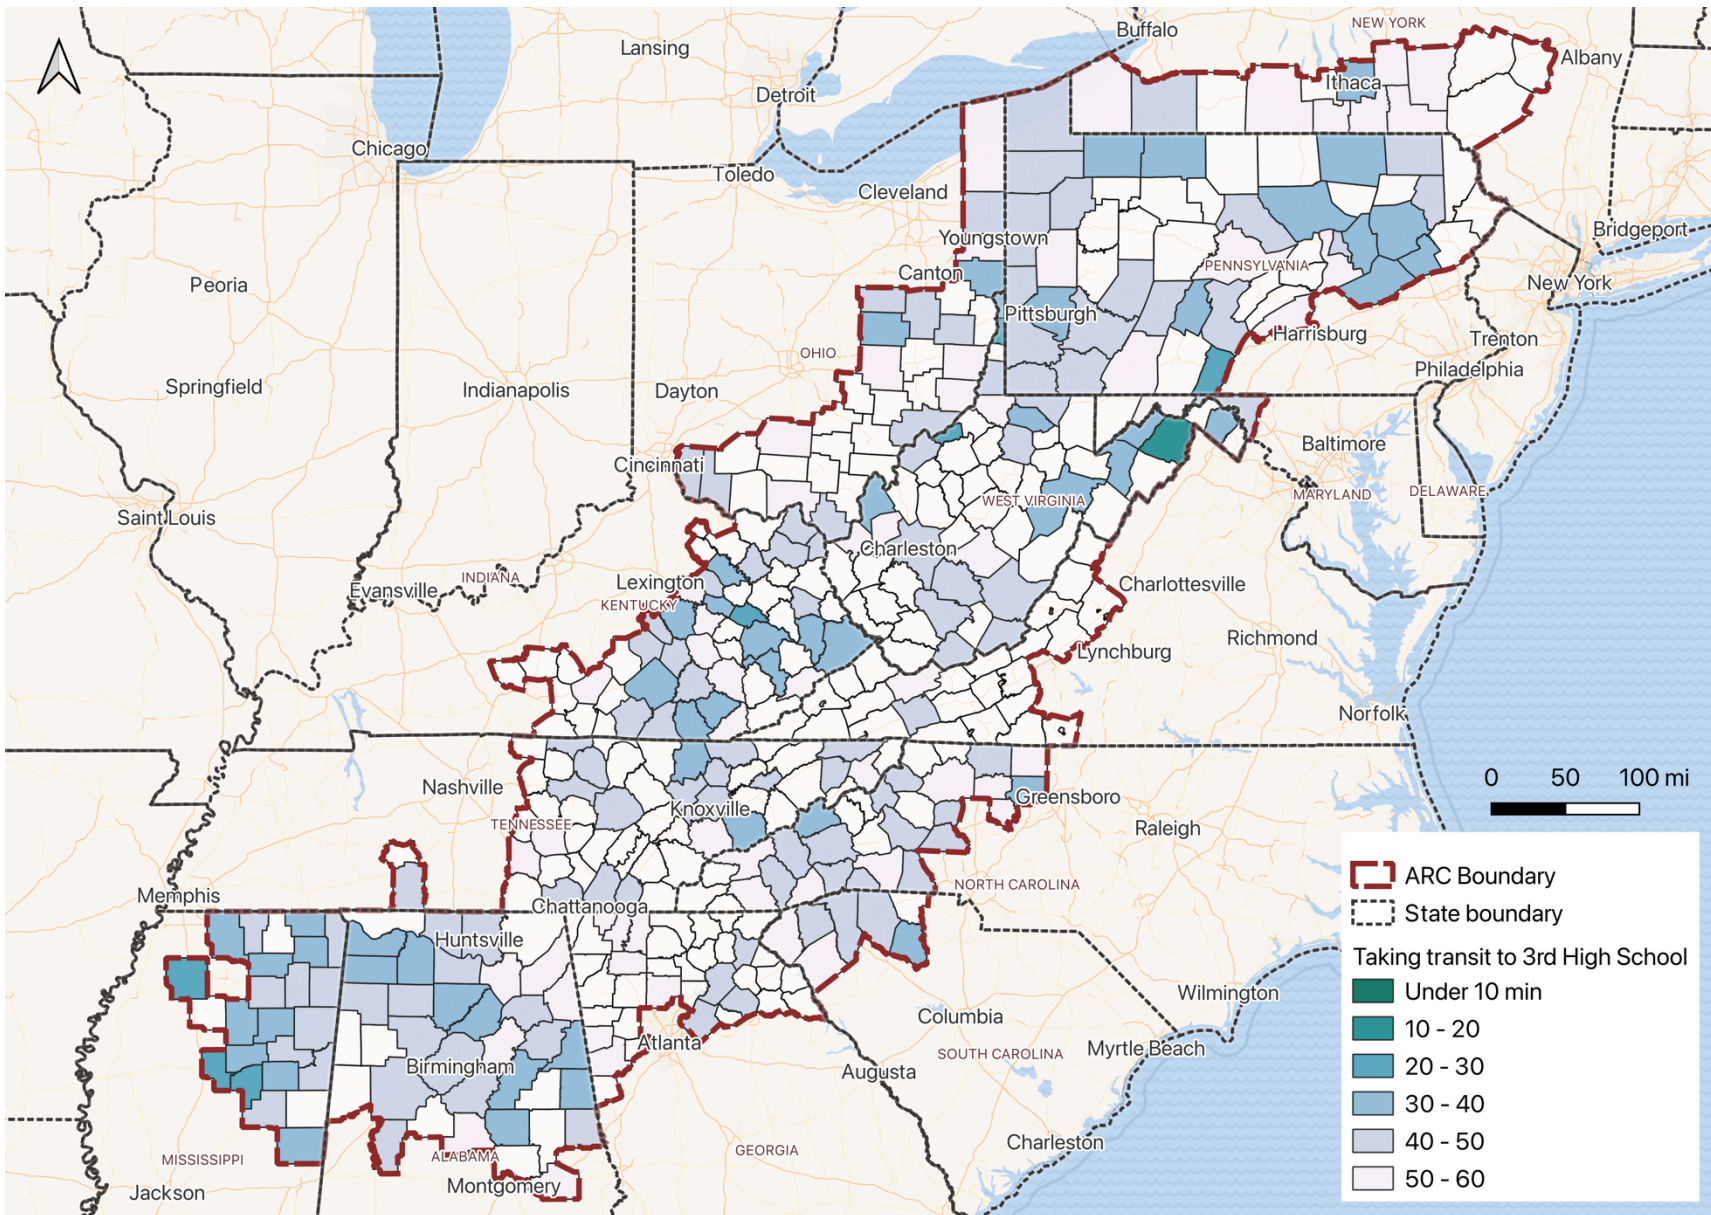 Buffalo
NEW YORK
Albany
Lansing
Detroit
Ithaca
Chicago
Toledo
Cleveland
Bridgeport
Youngstown
PENNSYLVANIA
New York
Canton
Peoria
Pittsburgh
Harrisburg
Trenton
OHIO
Philadelphia
Springfield
Indianapolis
Dayton
Baltimore
Cincinnati
MARYLAND
DELAWARE
WEST VIRGINIA
Saint Louis
Charleston
Evansville
INDIANA
Lexington
KENTUCKY
Charlottesville
Richmond
Lynchburg
Norfolk
Nashville
Knoxville
Greensboro
TENNESSEE
Raleigh
Memphis
NORTH CAROLINA
Chattanooga
Huntsville
Wilmington
Columbia
Atlanta
SOUTH CAROLINA
Myrtle Beach
Birmingham
Augusta
Charleston
MISSISSIPPI
ALABAMA
GEORGIA
Jackson
Montgomery
0 50 100 mi
ARC Boundary
State boundary
Taking transit to 3rd High School
Under 10 min
10 - 20
20 - 30
30 - 40
40 - 50
50 - 60